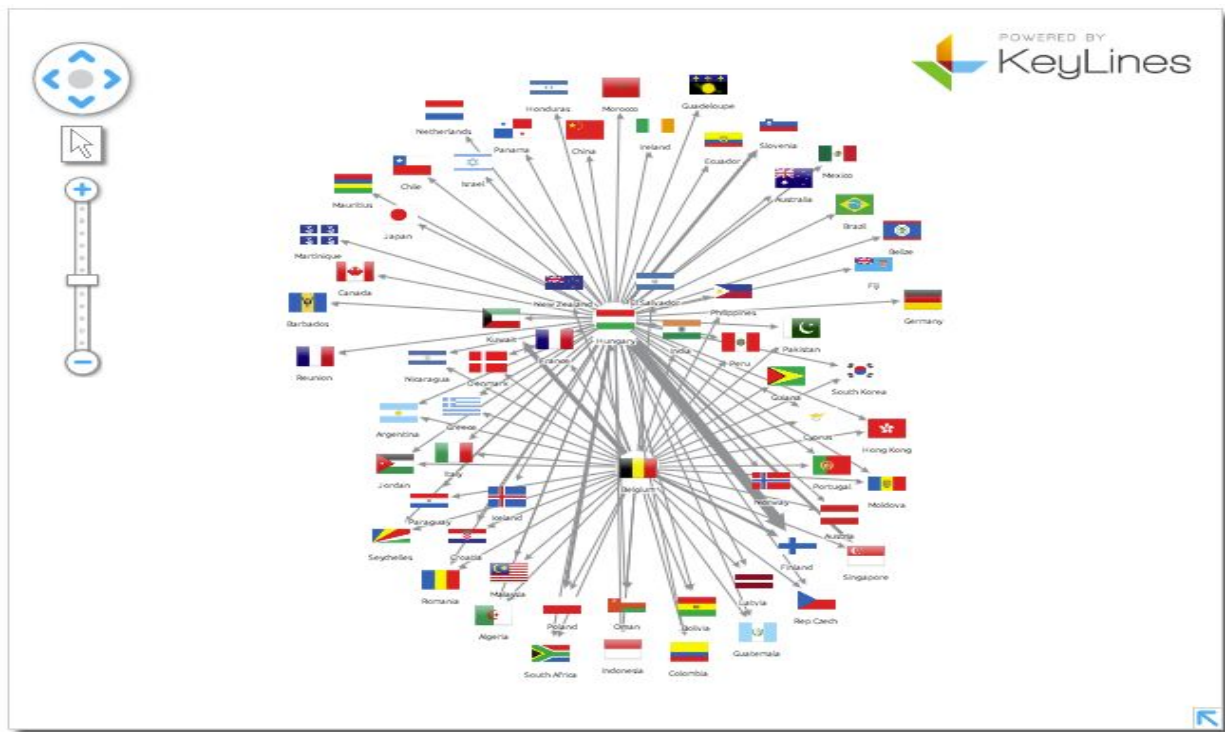 POWERED BY
KeyLines
Honduras
Morocco
Guadeloupe
Netherlands
Panama
China
Ireland
Ecuador
Slovenia
Mexico
Chile
Israel
Australia
Mauritius
Japan
Brazil
Belize
Martinique
Canada
Fiji
Barbados
New Zealand
El Salvador
Philippines
Germany
Kuwait
Hungary
India
Pakistan
Reunion
Nicaragua
Denmark
France
Peru
South Korea
Argentina
Greece
Cyprus
Hong Kong
Jordan
Italy
Belgium
Portugal
Norway
Moldova
Paraguay
Iceland
Austria
Seychelles
Croatia
Finland
Singapore
Romania
Malaysia
Latvia
Rep.Czech
Algeria
Poland
Oman
Bolivia
Guatemala
South Africa
Indonesia
Colombia